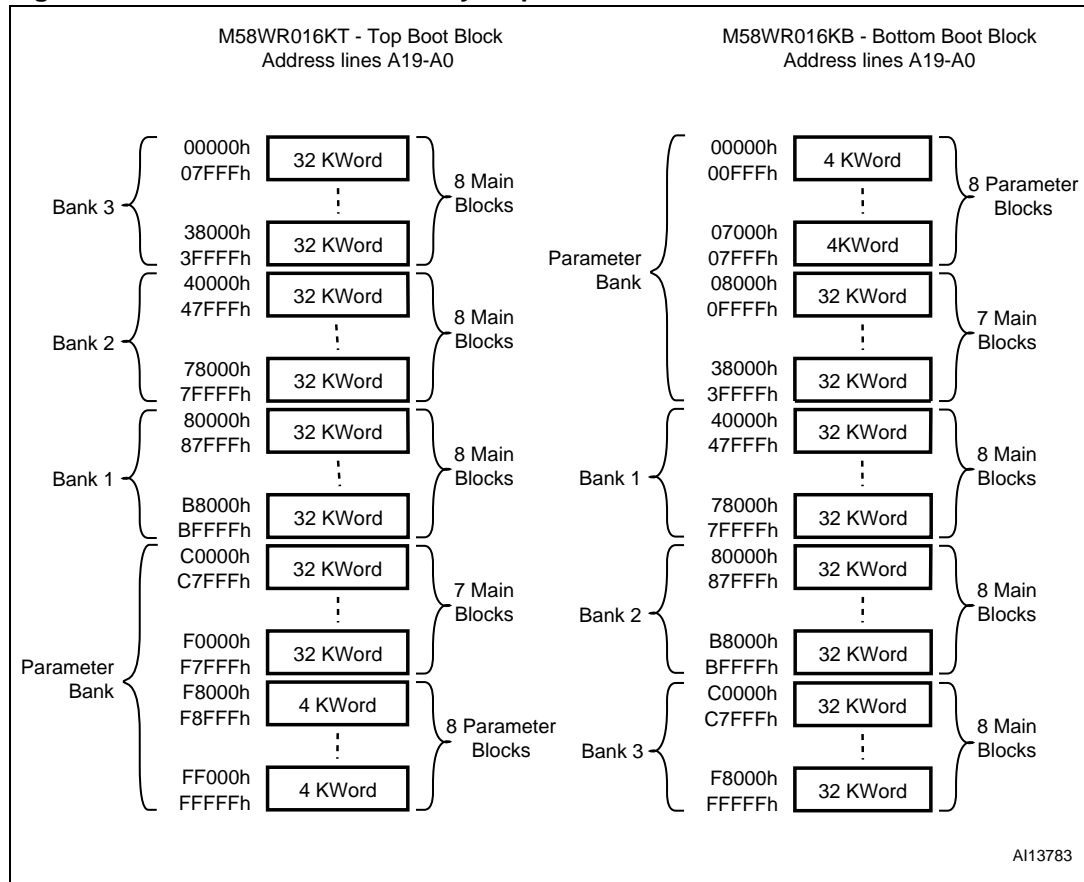 M58WR016KT - Top Boot Block
Address lines A19-A0
Bank 3
00000h
07FFFh
32 KWord
38000h
3FFFFh
32 KWord
8 Main
Blocks
Bank 2
40000h
47FFFh
32 KWord
78000h
7FFFFh
32 KWord
8 Main
Blocks
Bank 1
80000h
87FFFh
32 KWord
B8000h
BFFFFh
32 KWord
8 Main
Blocks
Parameter
Bank
C0000h
C7FFFh
32 KWord
F0000h
F7FFFh
32 KWord
7 Main
Blocks
F8000h
F8FFFh
4 KWord
FF000h
FFFFFh
4 KWord
8 Parameter
Blocks
M58WR016KB - Bottom Boot Block
Address lines A19-A0
Parameter
Bank
00000h
00FFFh
4 KWord
07000h
07FFFh
4KWord
8 Parameter
Blocks
08000h
0FFFFh
32 KWord
38000h
3FFFFh
32 KWord
7 Main
Blocks
Bank 1
40000h
47FFFh
32 KWord
78000h
7FFFFh
32 KWord
8 Main
Blocks
Bank 2
80000h
87FFFh
32 KWord
B8000h
BFFFFh
32 KWord
8 Main
Blocks
Bank 3
C0000h
C7FFFh
32 KWord
F8000h
FFFFFh
32 KWord
8 Main
Blocks
AI13783